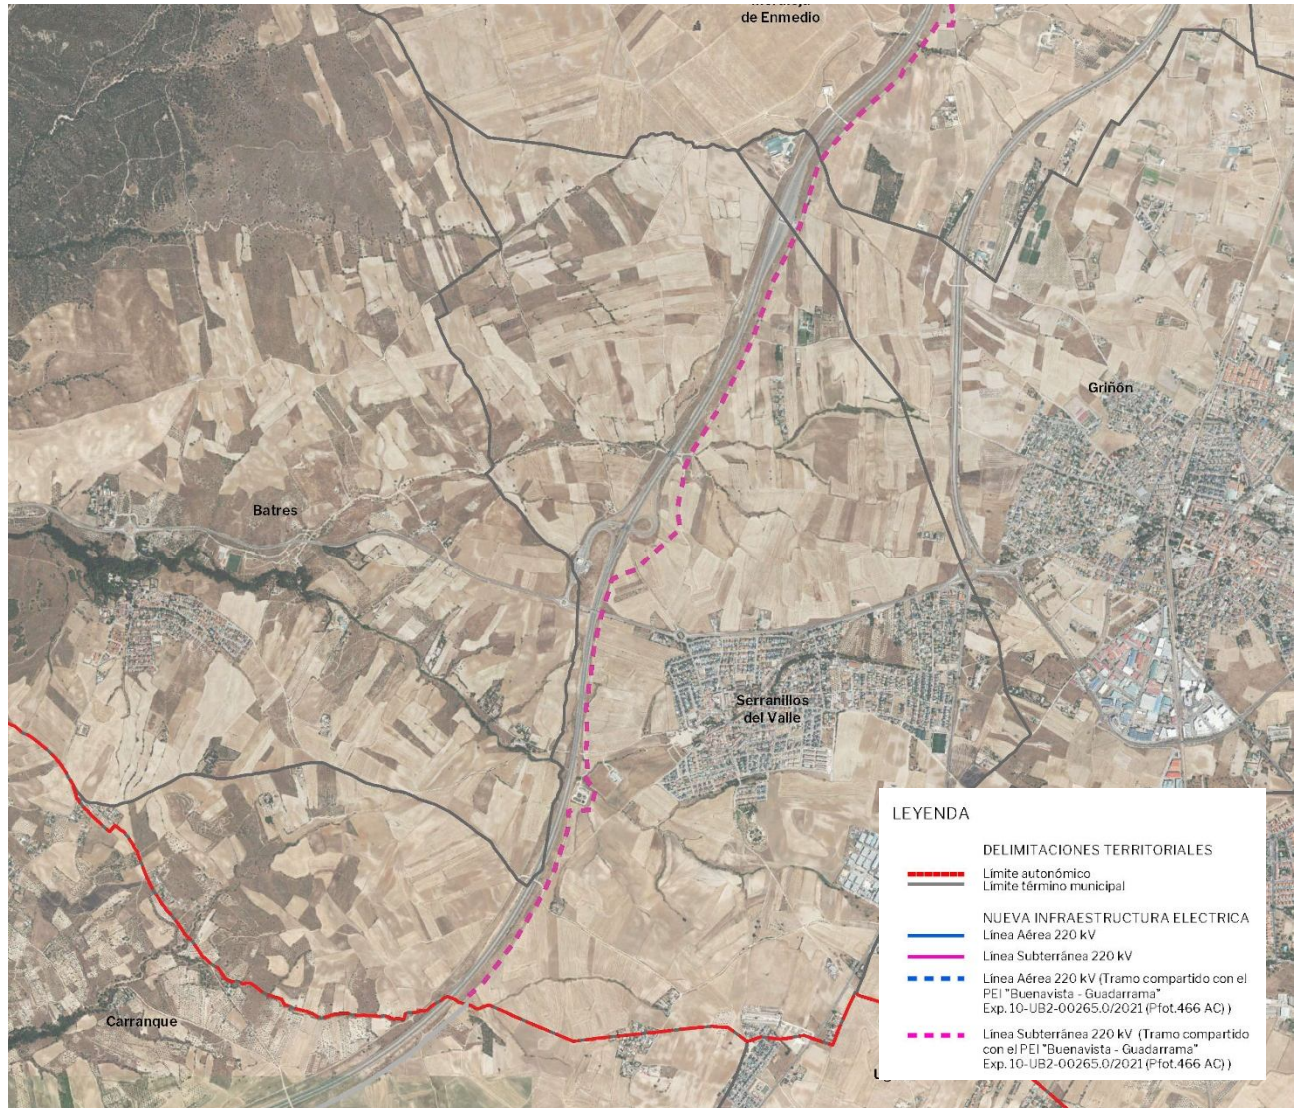 de Enmedio
Griñón
Batres
Serranillos
del Valle
Carranque
LEYENDA
DELIMITACIONES TERRITORIALES
Límite autonómico
Límite término municipal
NUEVA INFRAESTRUCTURA ELECTRICA
Línea Aérea 220 kV
Línea Subterránea 220 kV
Línea Aérea 220 kV (Tramo compartido con el
PEI "Buenavista - Guadarrama"
Exp. 10-UB2-00265.0/2021 (Pfot.466 AC) )
Línea Subterránea 220 kV (Tramo compartido
con el PEI "Buenavista - Guadarrama"
Exp. 10-UB2-00265.0/2021 (Pfot.466 AC) )